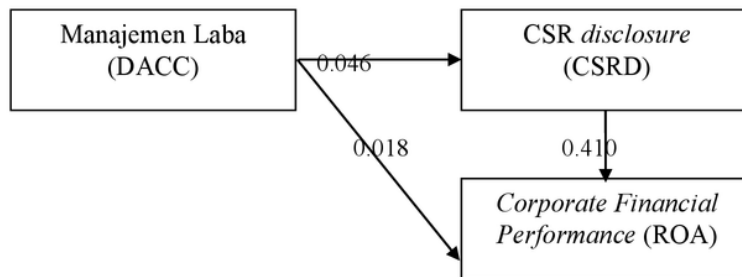 Manajemen Laba
(DACC)
CSR disclosure
(CSRD)
0.046
0.018
0.410
Corporate Financial
Performance (ROA)